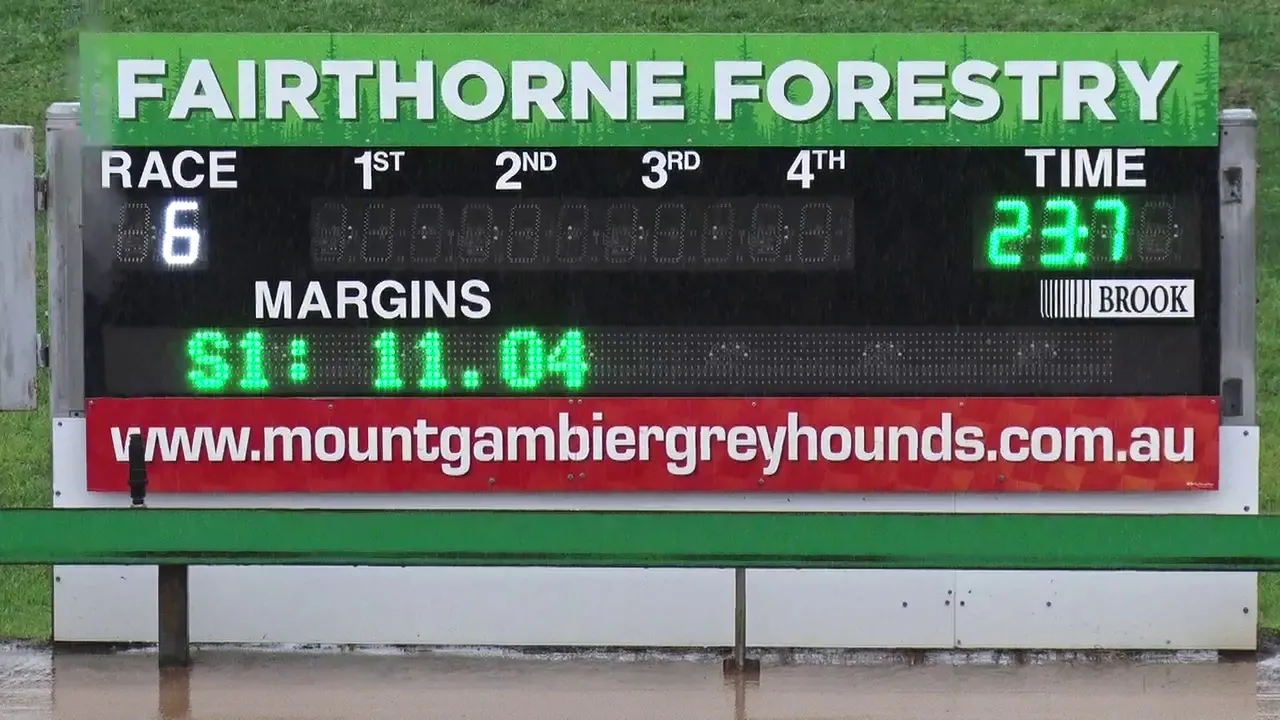 FAIRTHORNE FORESTRY
RACE 1ST 2ND 3RD 4TH TIME
6 23:7
MARGINS BROOK
S1: 11.04
www.mountgambiergreyhounds.com.au